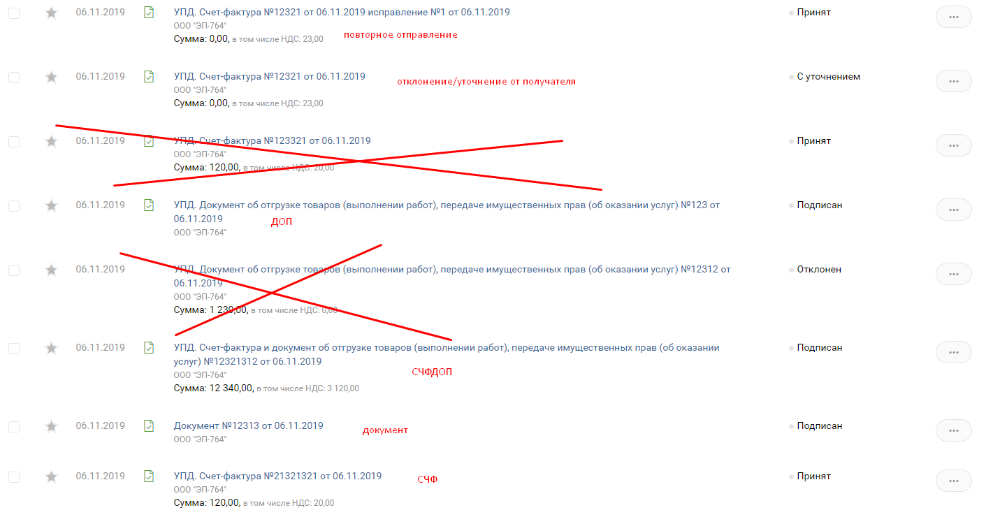 06.11.2019 УПД. Счет-фактура №12321 от 06.11.2019 исправление №1 от 06.11.2019 Принят
ООО "ЭП-764"
Сумма: 0,00, в том числе НДС: 23,00 повторное отправление
06.11.2019 УПД. Счет-фактура №12321 от 06.11.2019 отклонение/уточнение от получателя С уточнением
ООО "ЭП-764"
Сумма: 0,00, в том числе НДС: 23,00
06.11.2019 УПД. Счет-фактура №123321 от 06.11.2019 Принят
ООО "ЭП-764"
Сумма: 120,00, в том числе НДС: 20,00
06.11.2019 УПД. Документ об отгрузке товаров (выполнении работ), передаче имущественных прав (об оказании услуг) №123 от Подписан
06.11.2019 ДОП
ООО "ЭП-764"
06.11.2019 УПД. Документ об отгрузке товаров (выполнении работ), передаче имущественных прав (об оказании услуг) №12312 от Отклонен
06.11.2019
ООО "ЭП-764"
Сумма: 1 230,00, в том числе НДС: 0,00
06.11.2019 УПД. Счет-фактура и документ об отгрузке товаров (выполнении работ), передаче имущественных прав (об оказании Подписан
услуг) №12321312 от 06.11.2019
ООО "ЭП-764" СЧФДОП
Сумма: 12 340,00, в том числе НДС: 3 120,00
06.11.2019 Документ №12313 от 06.11.2019 документ Подписан
ООО "ЭП-764"
06.11.2019 УПД. Счет-фактура №21321321 от 06.11.2019 СЧФ Принят
ООО "ЭП-764"
Сумма: 120,00, в том числе НДС: 20,00